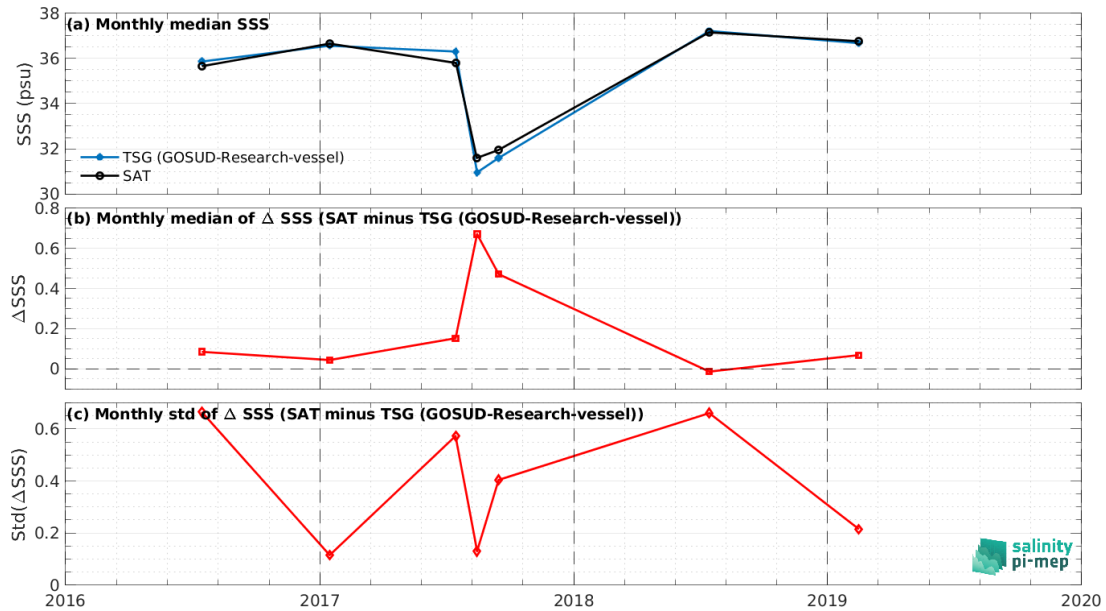 (a) Monthly median SSS
38
36
34
32
30
SSS (psu)
TSG (GOSUD-Research-vessel)
SAT
(b) Monthly median of Δ SSS (SAT minus TSG (GOSUD-Research-vessel))
0.8
0.6
0.4
0.2
0
ΔSSS
(c) Monthly std of Δ SSS (SAT minus TSG (GOSUD-Research-vessel))
0.6
0.4
0.2
0
Std(ΔSSS)
salinity
pi-mep
2016
2017
2018
2019
2020